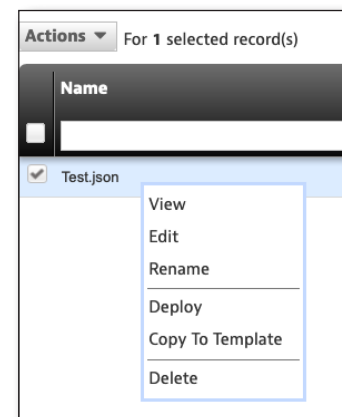 Actions For 1 selected record(s)
Name
Test.json
View
Edit
Rename
Deploy
Copy To Template
Delete